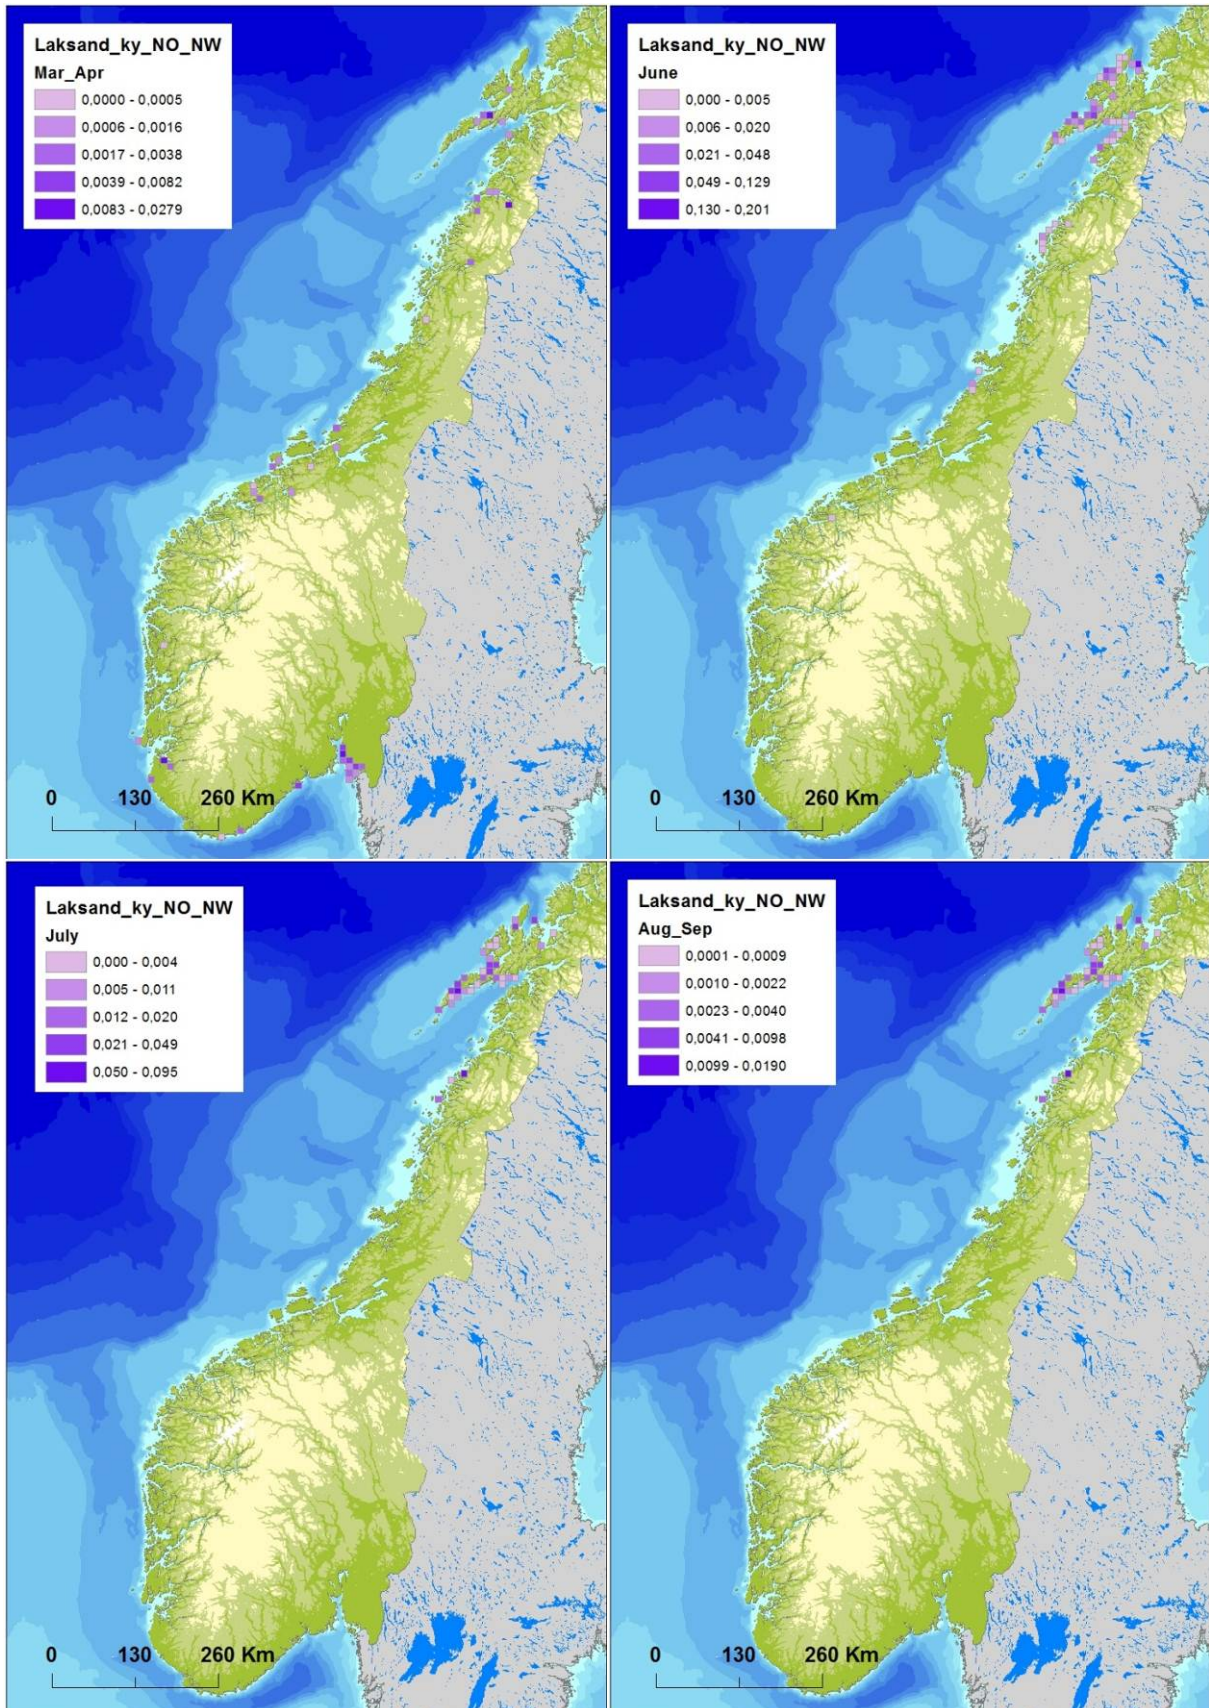 Laksand_ky_NO_NW
Mar_Apr
0,0000 - 0,0005
0,0006 - 0,0016
0,0017 - 0,0038
0,0039 - 0,0082
0,0083 - 0,0279
0 130 260 Km
Laksand_ky_NO_NW
June
0,000 - 0,005
0,006 - 0,020
0,021 - 0,048
0,049 - 0,129
0,130 - 0,201
0 130 260 Km
Laksand_ky_NO_NW
July
0,000 - 0,004
0,005 - 0,011
0,012 - 0,020
0,021 - 0,049
0,050 - 0,095
0 130 260 Km
Laksand_ky_NO_NW
Aug_Sep
0,0001 - 0,0009
0,0010 - 0,0022
0,0023 - 0,0040
0,0041 - 0,0098
0,0099 - 0,0190
0 130 260 Km